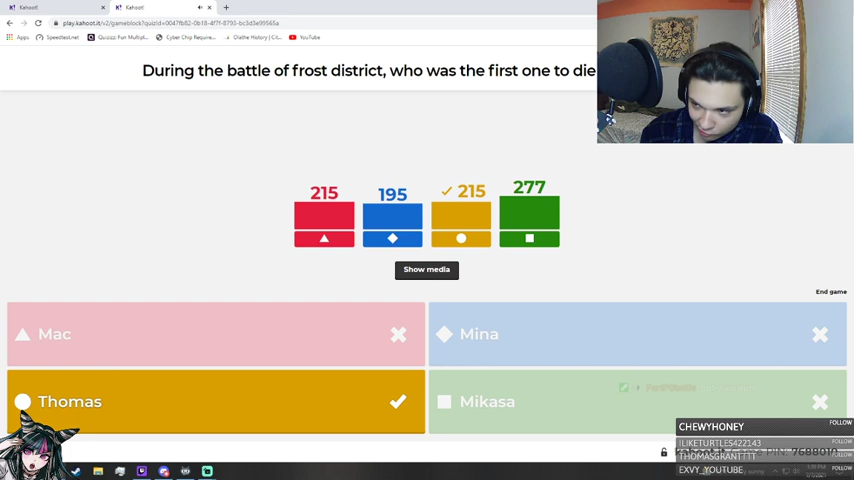 Kahoot!
Kahoot!
play.kahoot.it/v2/gameblock?quizId=0047fb82-0b18-4f7f-8793-bc3d3e99565a
Apps
Speedtest.net
Quizizz: Fun Multipl...
Cyber Chip Require...
Olathe History | Cit...
YouTube
During the battle of frost district, who was the first one to die
215
195
215
277
Show media
End game
Mac
Mina
Thomas
Mikasa
CHEWYHONEY FOLLOW
ILIKETURTLES422143 FOLLOW
THOMASGRANTTTT1 FOLLOW
EXVY_YOUTUBE FOLLOW
Game PIN: